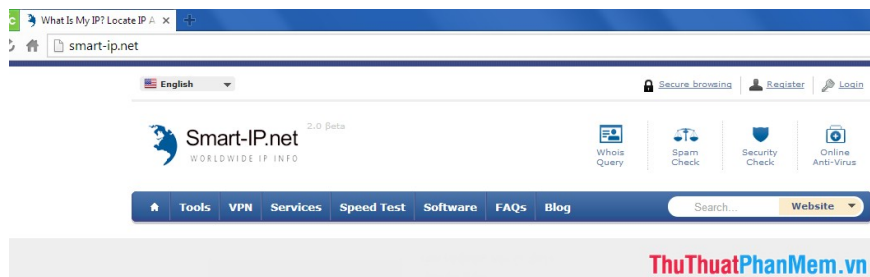 C What Is My IP? Locate IP A ×
smart-ip.net
English
Secure browsing Register Login
Smart-IP.net 2.0 βeta
WORLDWIDE IP INFO
Whois Query
Spam Check
Security Check
Online Anti-Virus
Tools VPN Services Speed Test Software FAQs Blog Search... Website
ThuThuatPhanMem.vn